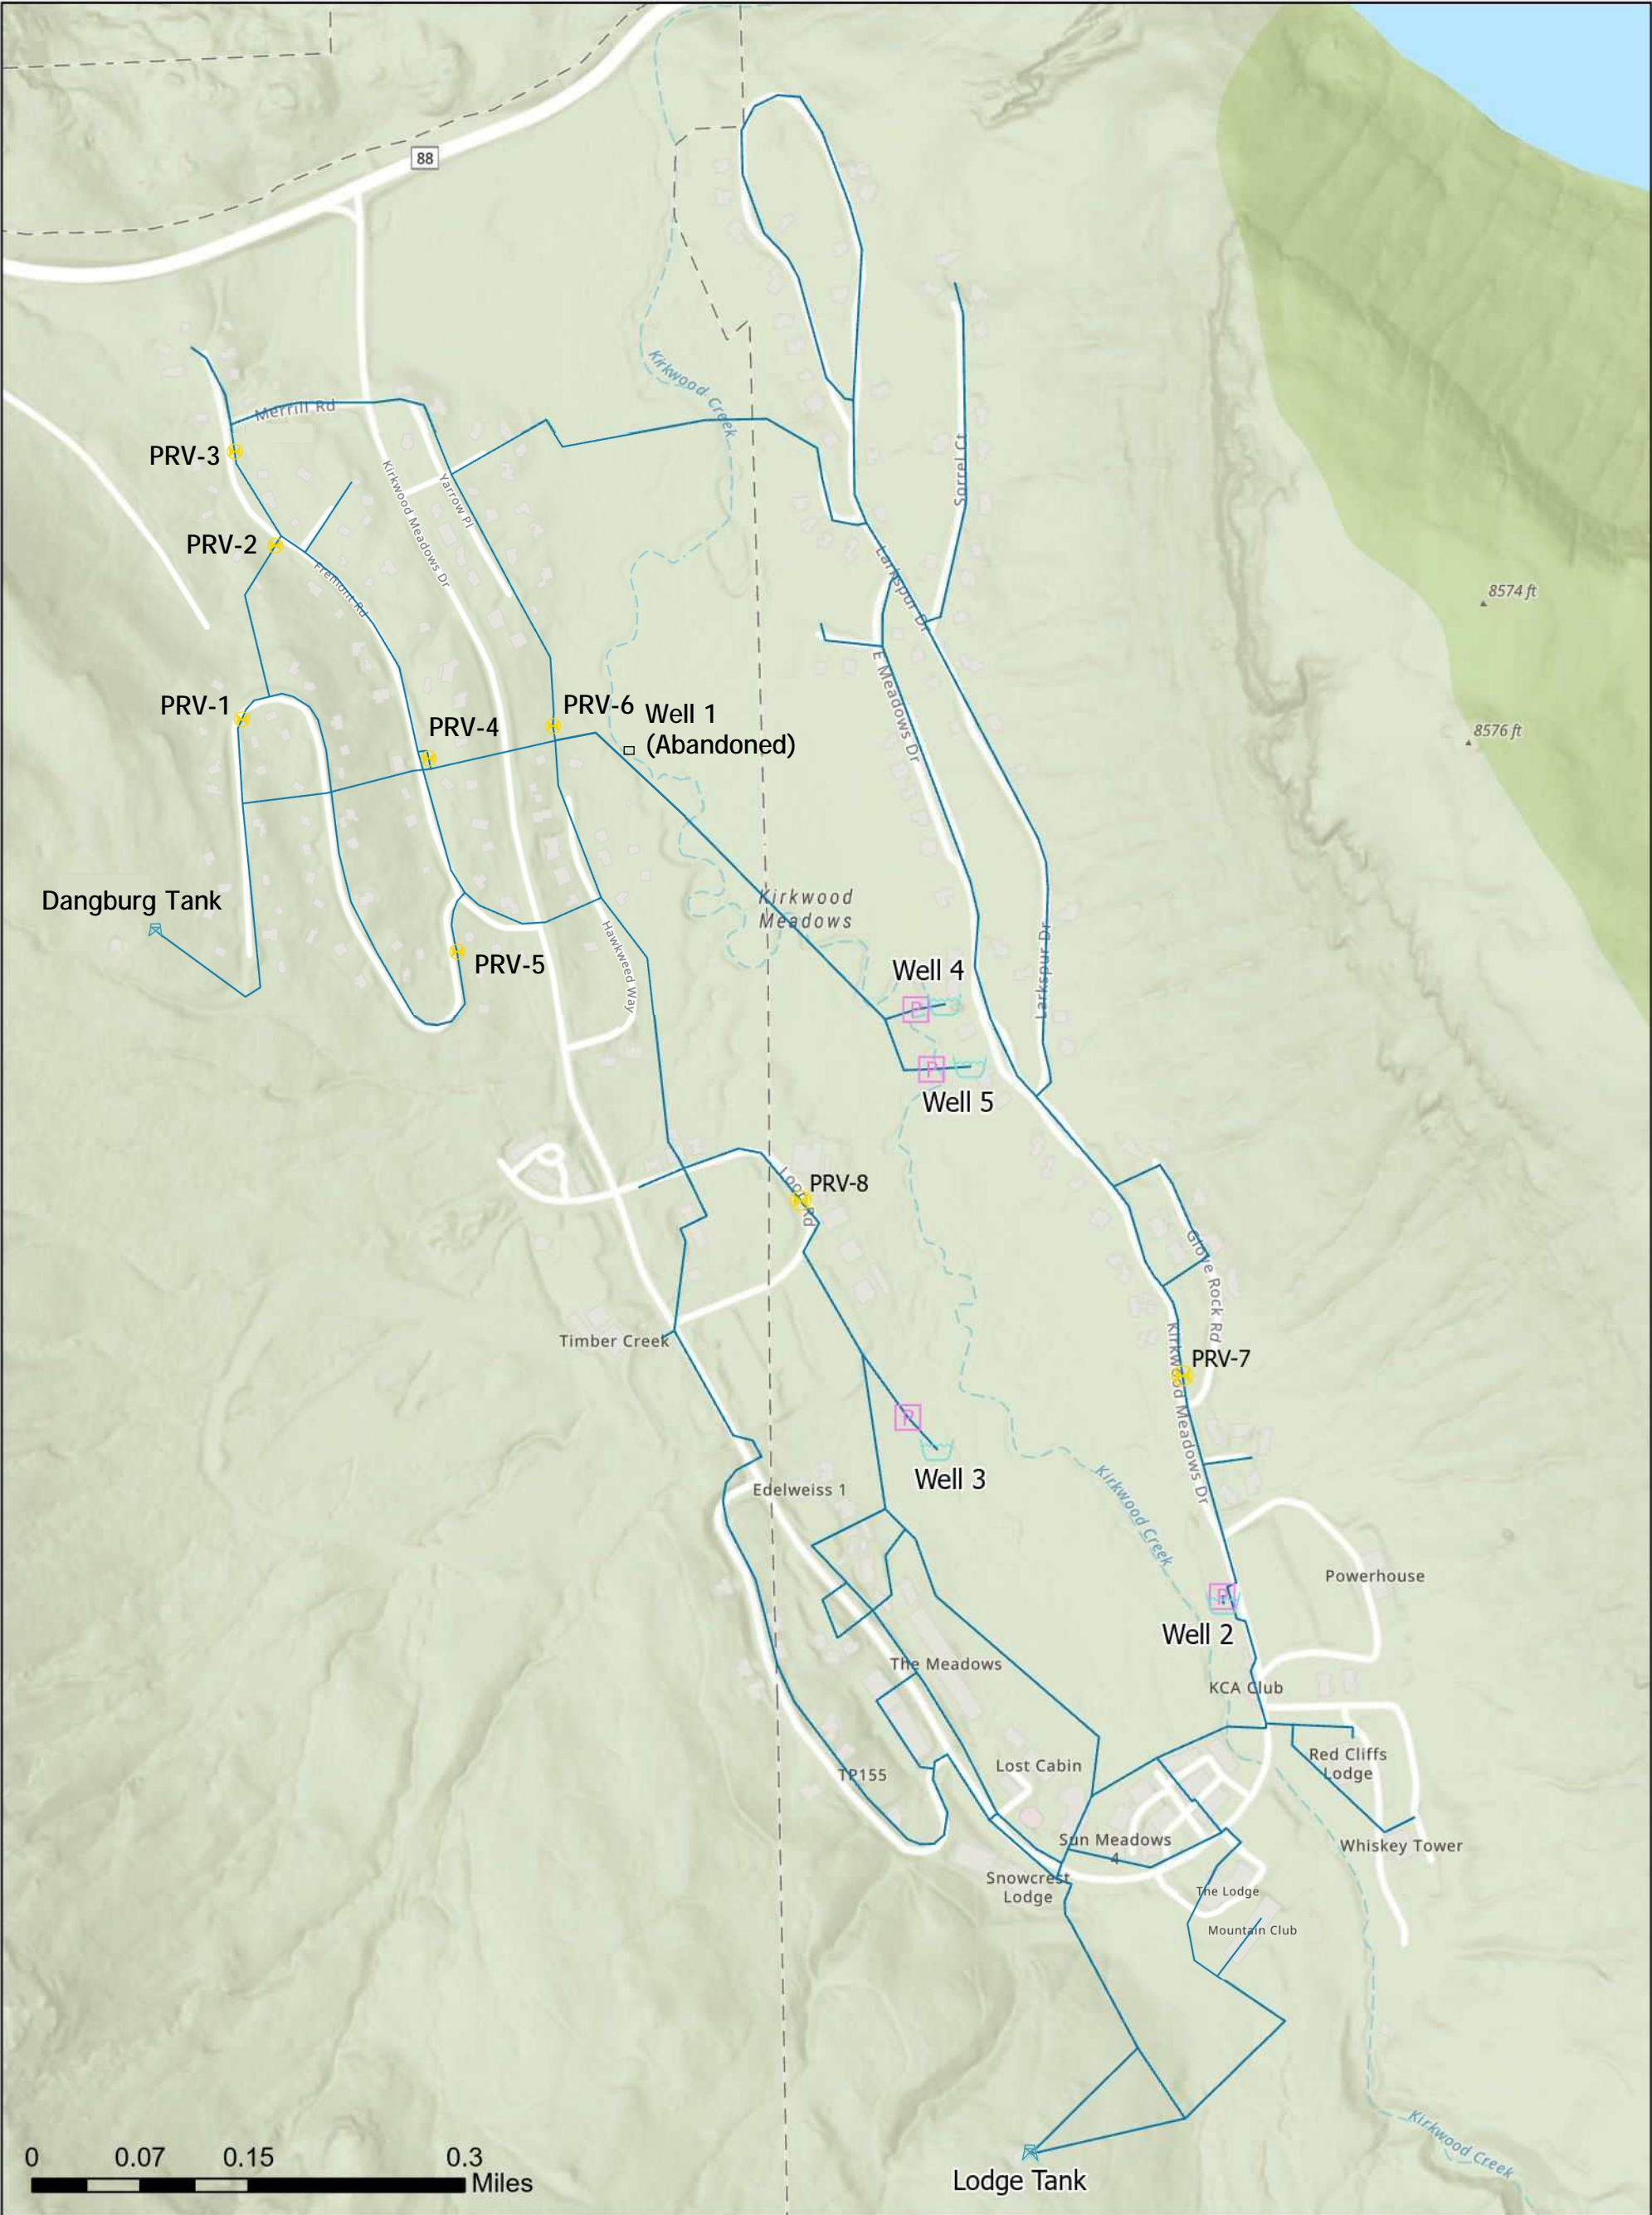 88
Kirkwood Creek
Merrill Rd
PRV-3
Kirkwood Meadows Dr
Yarrow Pl
Sorrel Ct
PRV-2
Fremont Rd
Larkspur Dr
8574 ft
E Meadows Dr
PRV-1
PRV-6
Well 1
(Abandoned)
PRV-4
8576 ft
Dangburg Tank
Kirkwood
Meadows
PRV-5
Hawkweed Way
Larkspur Dr
Well 4
P
P
Well 5
Loop Rd
PRV-8
Glove Rock Rd
Timber Creek
Kirkwood Meadows Dr
PRV-7
P
Well 3
Edelweiss 1
Kirkwood Creek
Powerhouse
P
Well 2
The Meadows
KCA Club
TP155
Lost Cabin
Red Cliffs
Lodge
Sun Meadows
4
Whiskey Tower
Snowcrest
Lodge
The Lodge
Mountain Club
Kirkwood Creek
Lodge Tank
0 0.07 0.15 0.3
Miles